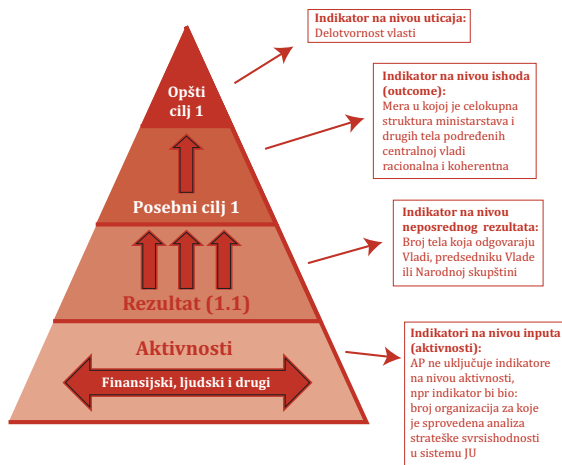 Opšti
cilj 1
Posebni cilj 1
Rezultat (1.1)
Aktivnosti
Finansijski, ljudski i drugi
Indikator na nivou uticaja:
Delotvornost vlasti
Indikator na nivou ishoda
(outcome):
Mera u kojoj je celokupna
struktura ministarstava i
drugih tela podređenih
centralnoj vladi
racionalna i koherentna
Indikator na nivou
neposrednog rezultata:
Broj tela koja odgovaraju
Vladi, predsedniku Vlade
ili Narodnoj skupštini
Indikatori na nivou inputa
(aktivnosti):
AP ne uključuje indikatore
na nivou aktivnosti,
npr indikator bi bio:
broj organizacija za koje
je sprovedena analiza
strateške svrsishodnosti
u sistemu JU